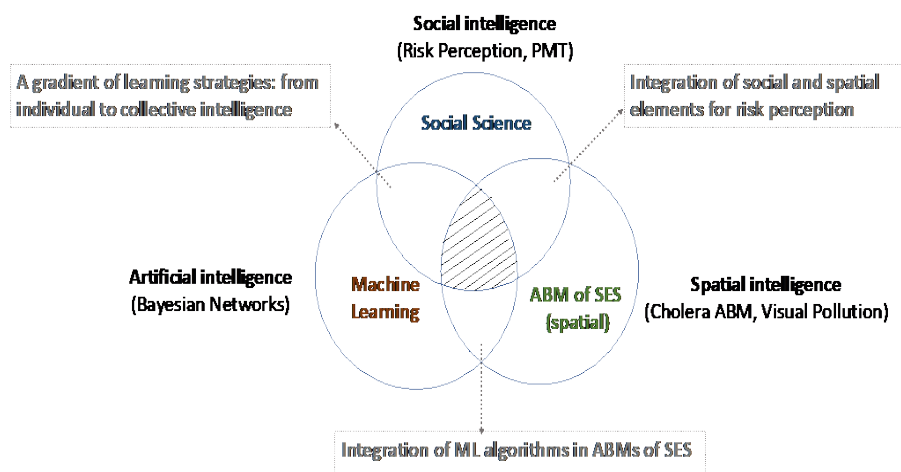 Social intelligence
(Risk Perception, PMT)
A gradient of learning strategies: from
individual to collective intelligence
Integration of social and spatial
elements for risk perception
Social Science
Artificial intelligence
(Bayesian Networks)
Machine
Learning
ABM of SES
(spatial)
Spatial intelligence
(Cholera ABM, Visual Pollution)
Integration of ML algorithms in ABMs of SES